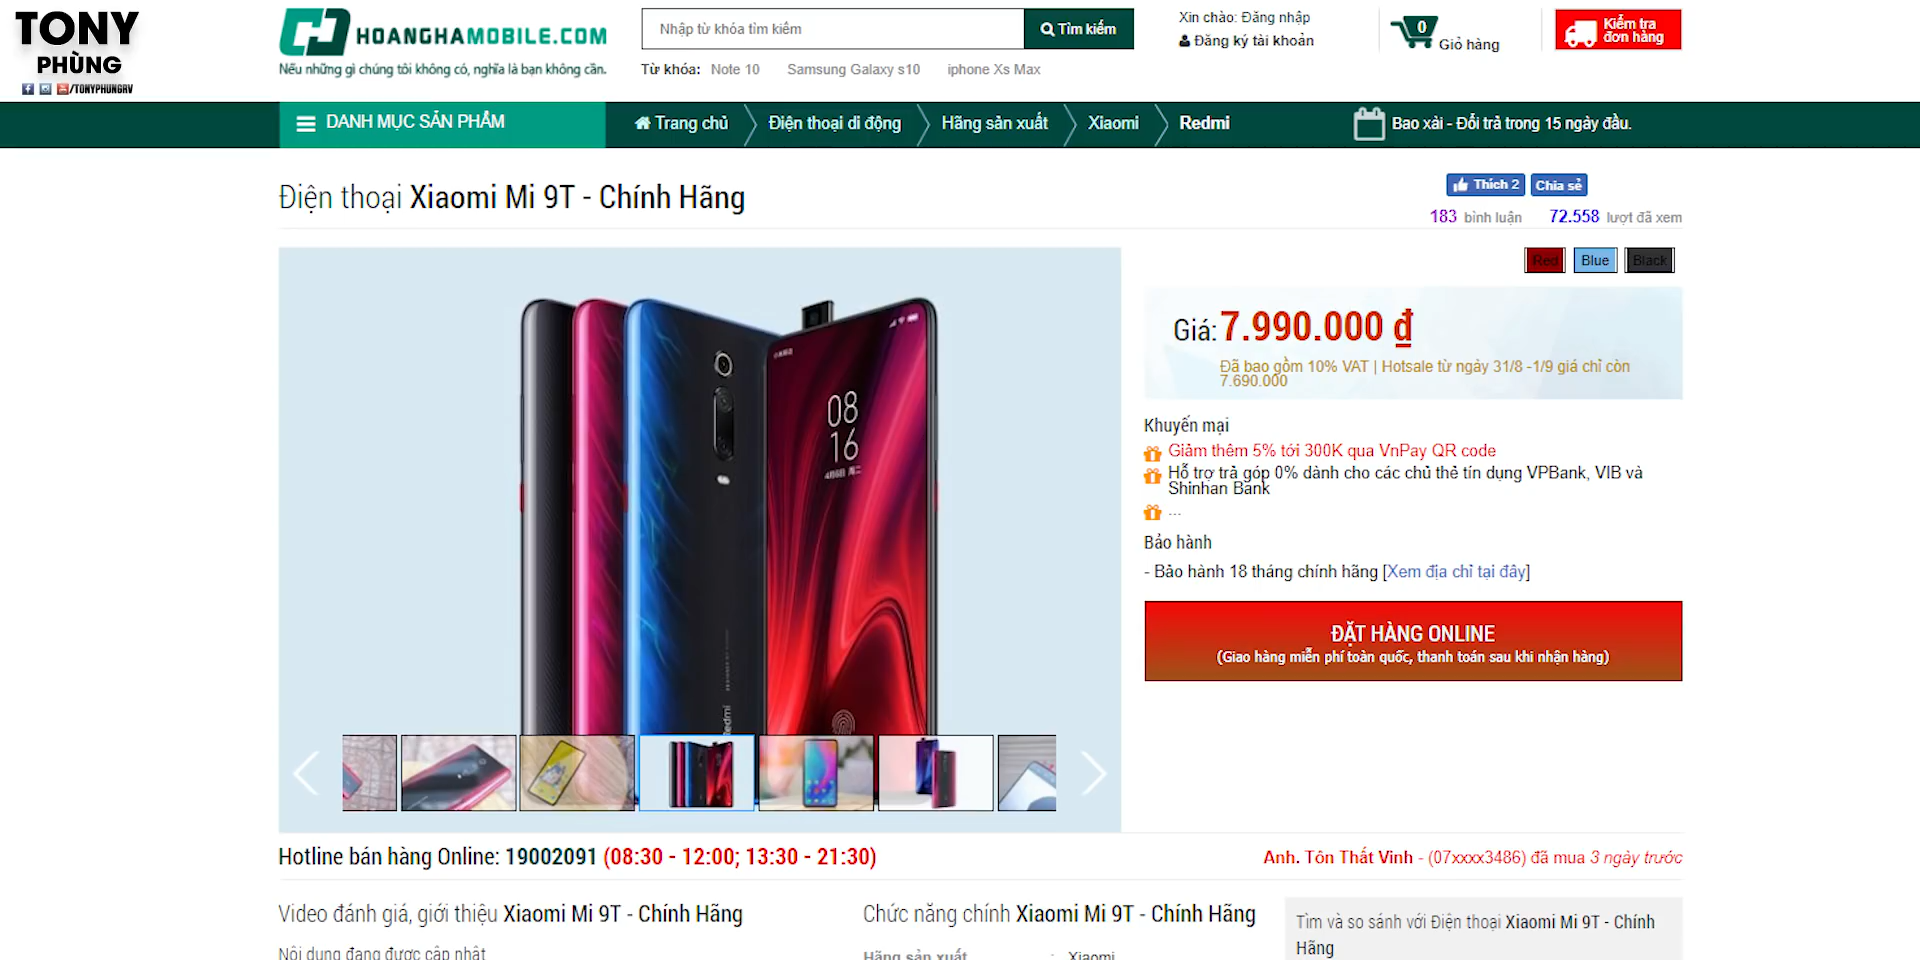 TONY
PHÙNG
/TONYPHUNGRV
HOANGHAMOBILE.COM
Nếu những gì chúng tôi không có, nghĩa là bạn không cần.
Nhập từ khóa tìm kiếm
Tìm kiếm
Từ khóa: Note 10 Samsung Galaxy s10 iphone Xs Max
Xin chào: Đăng nhập
Đăng ký tài khoản
0
Giỏ hàng
Kiểm tra
đơn hàng
DANH MỤC SẢN PHẨM
Trang chủ
Điện thoại di động
Hãng sản xuất
Xiaomi
Redmi
Bao xài - Đổi trả trong 15 ngày đầu.
Điện thoại Xiaomi Mi 9T - Chính Hãng
Thích 2
Chia sẻ
183 bình luận 72.558 lượt đã xem
Red
Blue
Black
08
16
Redmi
Giá: 7.990.000 ₫
Đã bao gồm 10% VAT | Hotsale từ ngày 31/8 -1/9 giá chỉ còn
7.690.000
Khuyến mại
Giảm thêm 5% tới 300K qua VnPay QR code
Hỗ trợ trả góp 0% dành cho các chủ thẻ tín dụng VPBank, VIB và
Shinhan Bank
...
Bảo hành
- Bảo hành 18 tháng chính hãng [Xem địa chỉ tại đây]
ĐẶT HÀNG ONLINE
(Giao hàng miễn phí toàn quốc, thanh toán sau khi nhận hàng)
Hotline bán hàng Online: 19002091 (08:30 - 12:00; 13:30 - 21:30)
Anh. Tôn Thất Vinh - (07xxxx3486) đã mua 3 ngày trước
Video đánh giá, giới thiệu Xiaomi Mi 9T - Chính Hãng
Nội dung đang được cập nhật
Chức năng chính Xiaomi Mi 9T - Chính Hãng
Hãng sản xuất : Xiaomi
Tìm và so sánh với Điện thoại Xiaomi Mi 9T - Chính
Hãng